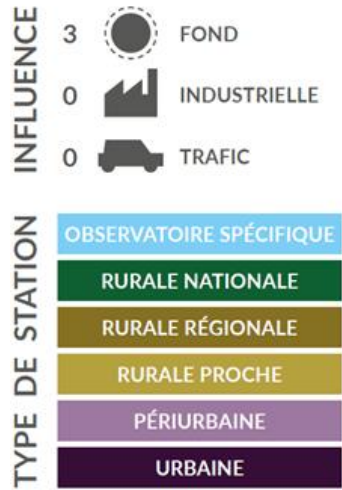 INFLUENCE
3 FOND
0 INDUSTRIELLE
0 TRAFIC
TYPE DE STATION
OBSERVATOIRE SPÉCIFIQUE
RURALE NATIONALE
RURALE RÉGIONALE
RURALE PROCHE
PÉRIURBAINE
URBAINE